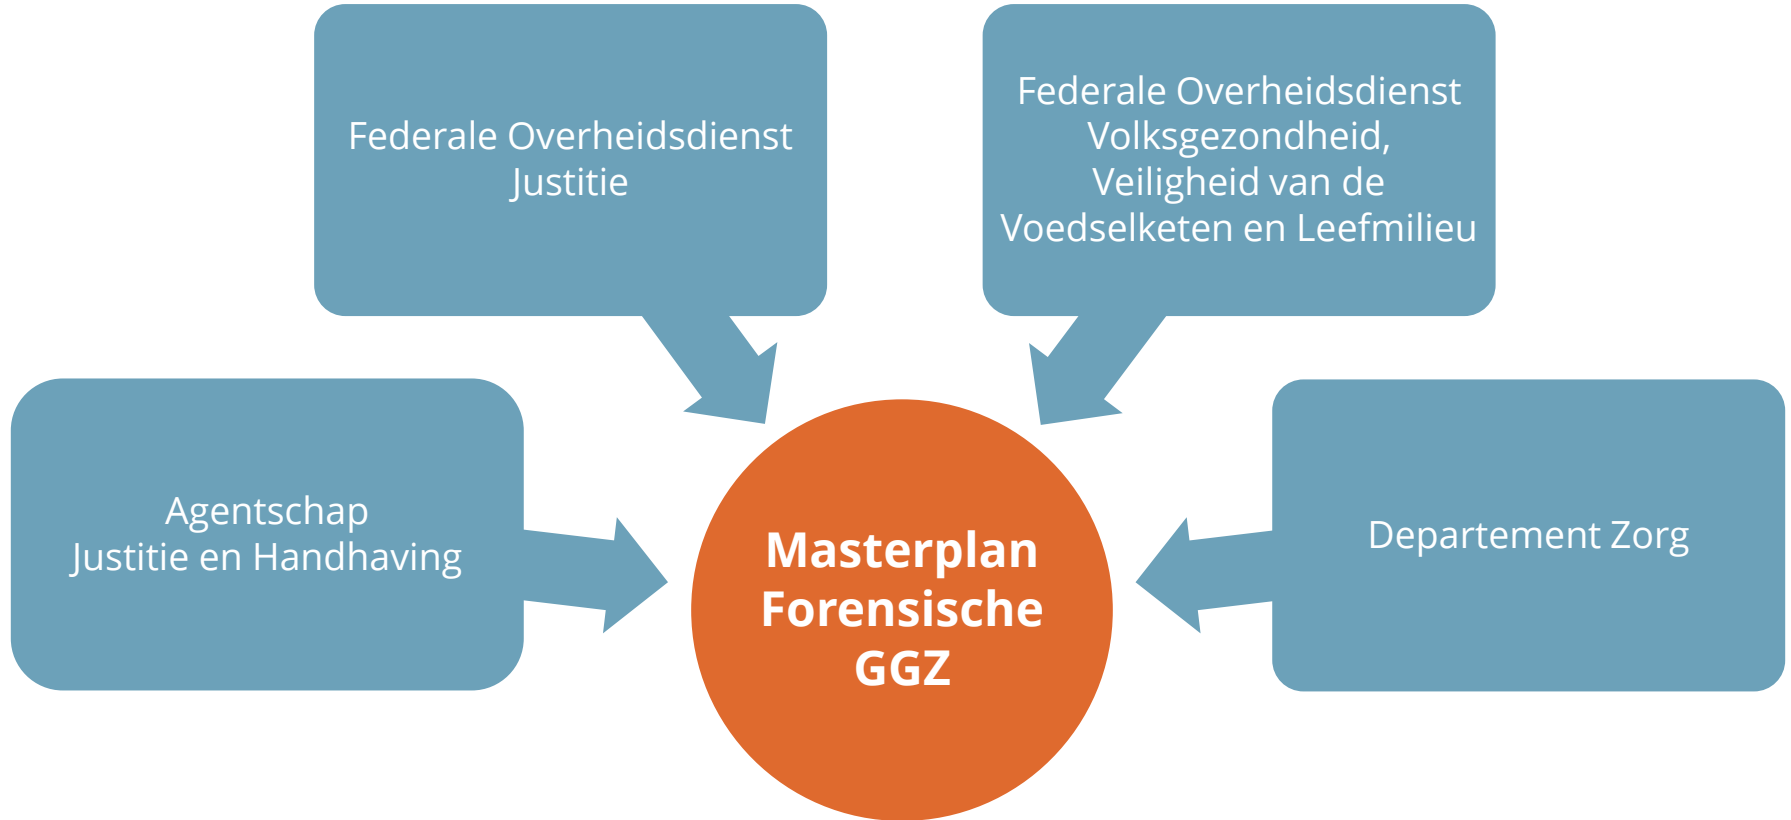 Federale Overheidsdienst
Justitie
Federale Overheidsdienst
Volksgezondheid,
Veiligheid van de
Voedselketen en Leefmilieu
Agentschap
Justitie en Handhaving
Masterplan
Forensische
GGZ
Departement Zorg